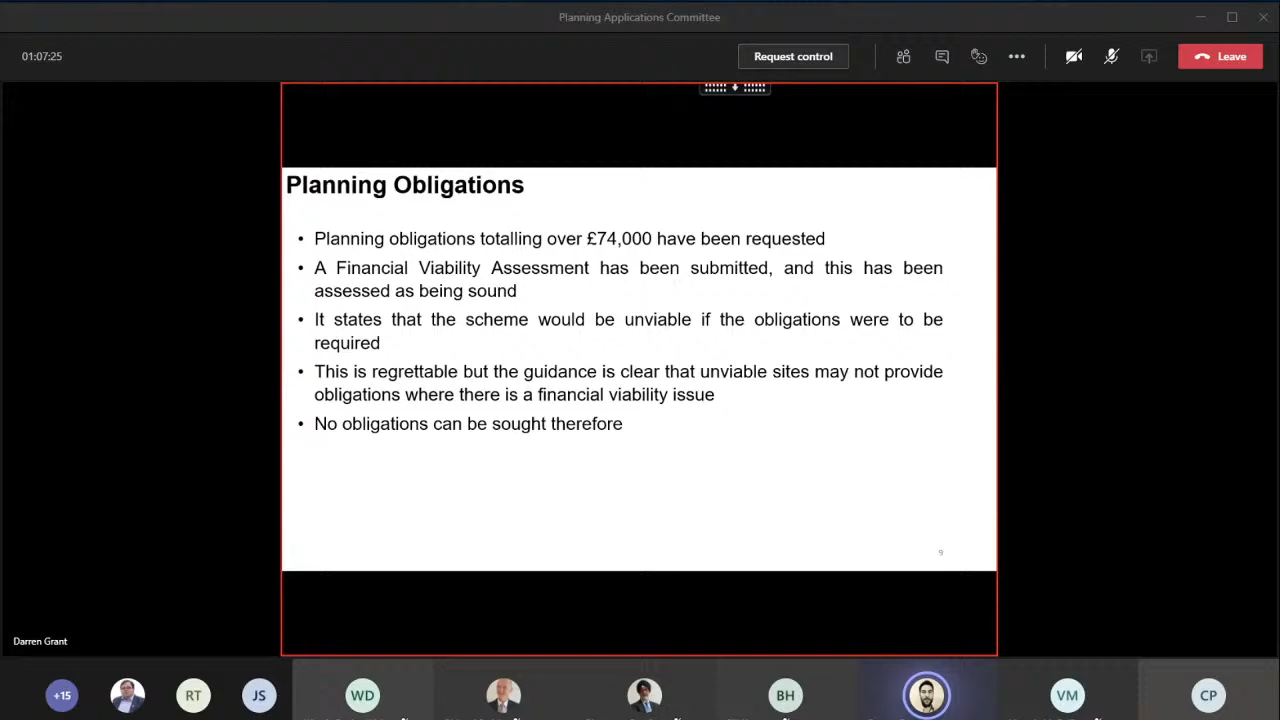 Planning Applications Committee
01:07:25
Request control
Leave
Planning Obligations
• Planning obligations totalling over £74,000 have been requested
• A Financial Viability Assessment has been submitted, and this has been
assessed as being sound
• It states that the scheme would be unviable if the obligations were to be
required
• This is regrettable but the guidance is clear that unviable sites may not provide
obligations where there is a financial viability issue
• No obligations can be sought therefore
9
Darren Grant
+15
RT
JS
WD
BH
VM
CP